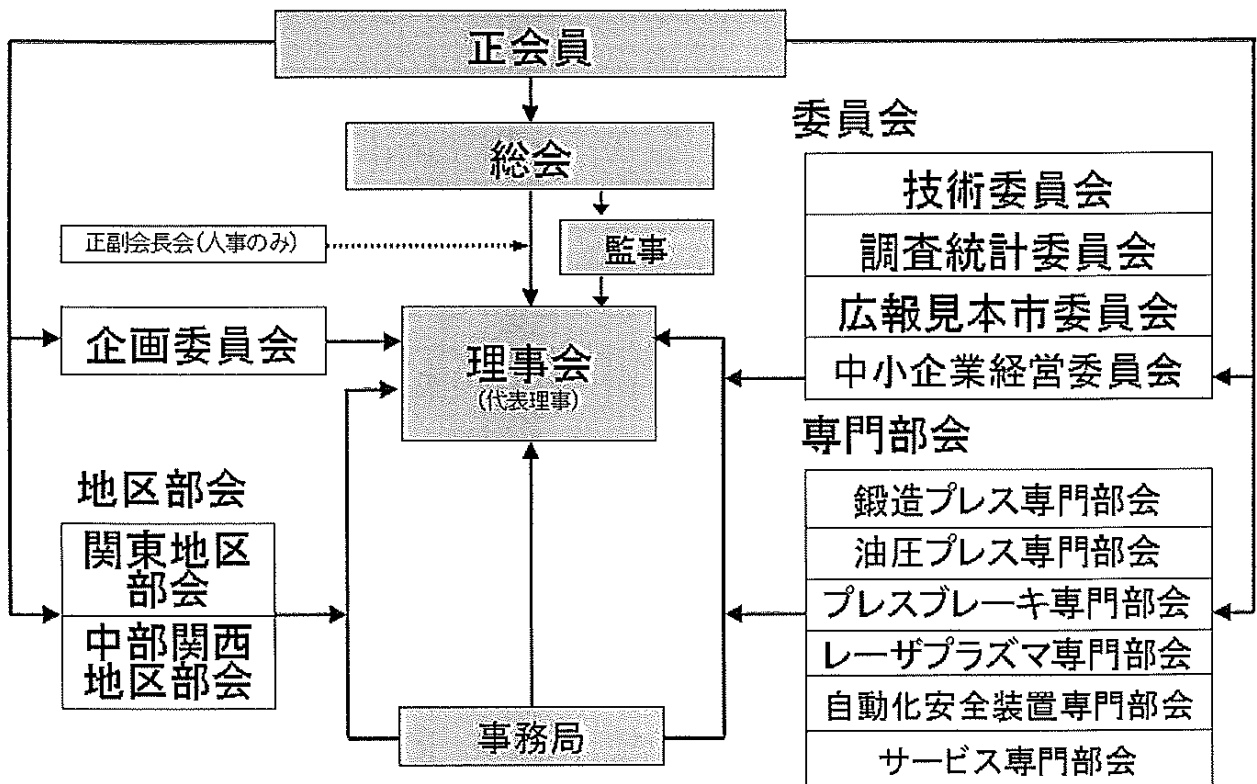 正会員
総会
正副会長会(人事のみ)
監事
企画委員会
理事会
(代表理事)
地区部会
関東地区
部会
中部関西
地区部会
事務局
委員会
技術委員会
調査統計委員会
広報見本市委員会
中小企業経営委員会
専門部会
鍛造プレス専門部会
油圧プレス専門部会
プレスブレーキ専門部会
レーザプラズマ専門部会
自動化安全装置専門部会
サービス専門部会